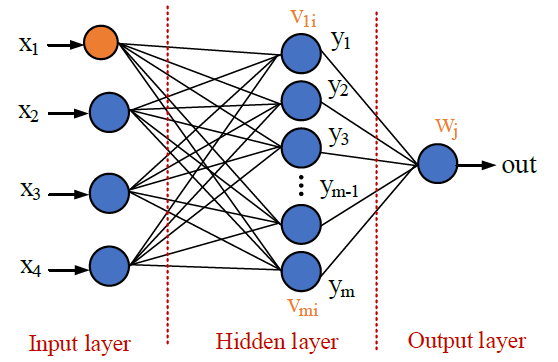 x1
x2
x3
x4
v1i
y1
y2
y3
ym-1
ym
vmi
wj
out
Input layer
Hidden layer
Output layer